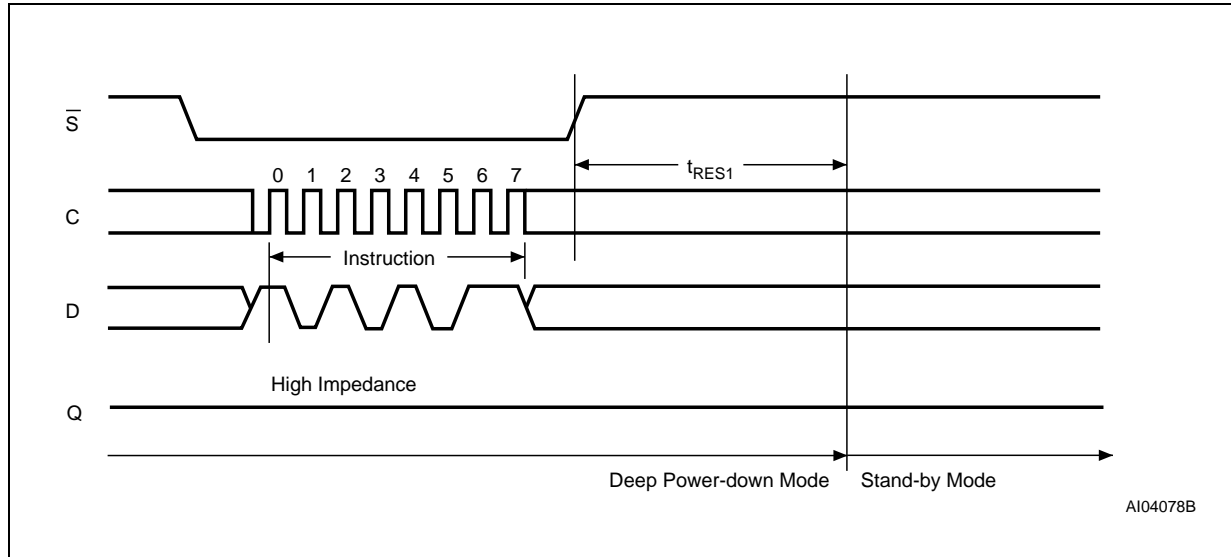 S̅
tRES1
0 1 2 3 4 5 6 7
C
Instruction
D
High Impedance
Q
Deep Power-down Mode Stand-by Mode
AI04078B